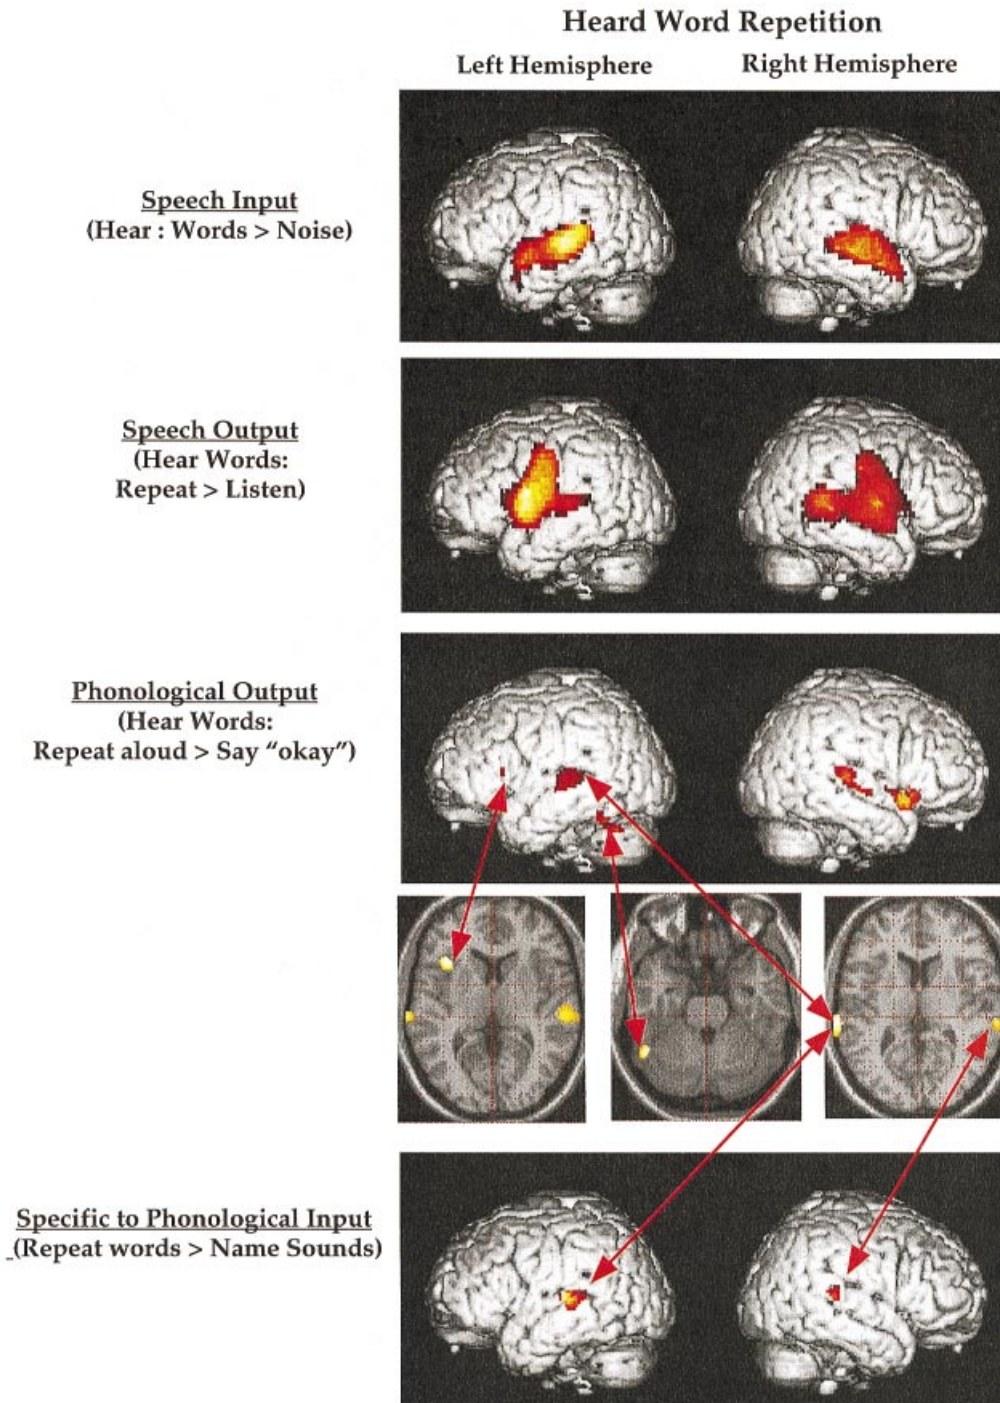 Heard Word Repetition
Left Hemisphere
Right Hemisphere
Speech Input
(Hear : Words > Noise)
Speech Output
(Hear Words:
Repeat > Listen)
Phonological Output
(Hear Words:
Repeat aloud > Say “okay”)
Specific to Phonological Input
(Repeat words > Name Sounds)